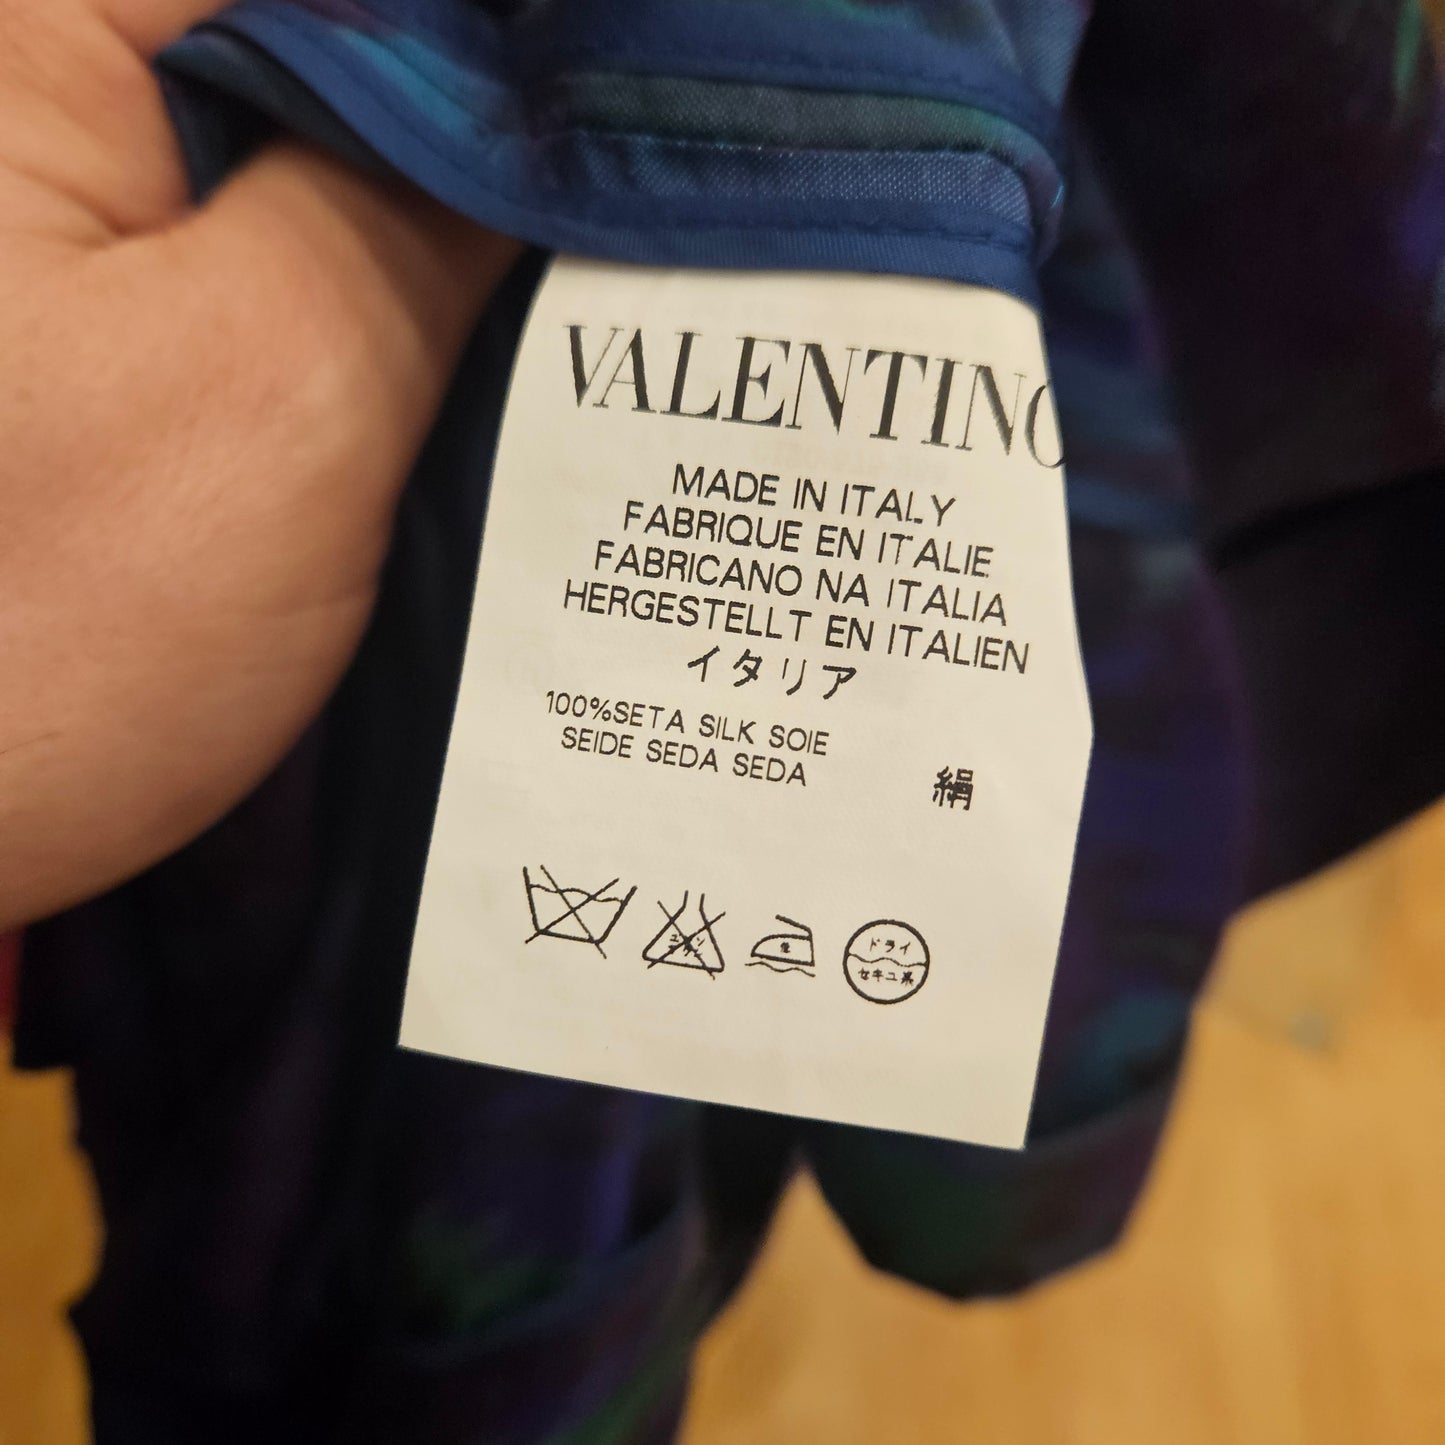 VALENTINO
MADE IN ITALY
FABRIQUE EN ITALIE
FABRICANO NA ITALIA
HERGESTELLT EN ITALIEN
イタリア
100%SETA SILK SOIE
SEIDE SEDA SEDA
絹
ドライ
セキユ系